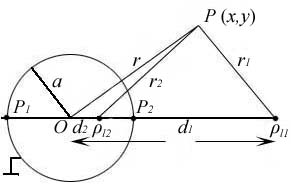 P (x,y)
r
r₁
a
r₂
P₁
P₂
O
d₂
ρₗ₂
d₁
ρₗ₁